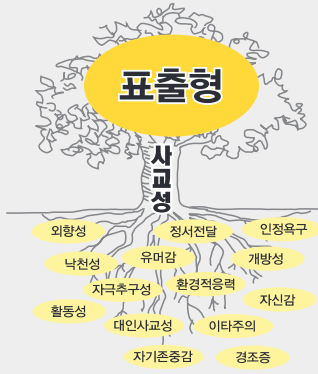 표출형
사교성
외향성
정서전달
인정욕구
낙천성
유머감
개방성
자극추구성
환경적응력
자신감
활동성
대인사교성
이타주의
자기존중감
경조증